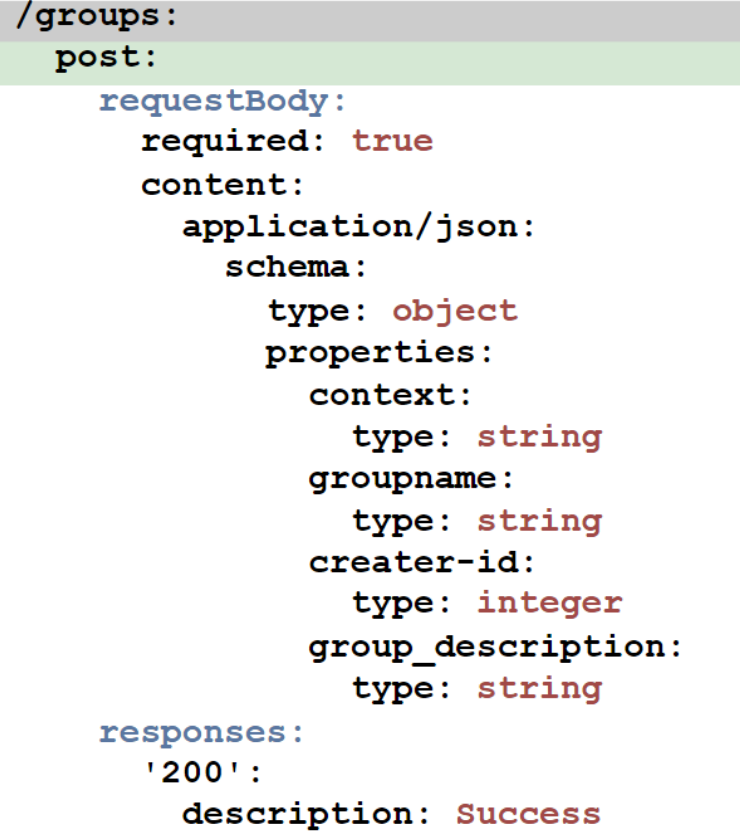 /groups:
  post:
    requestBody:
      required: true
      content:
        application/json:
          schema:
            type: object
            properties:
              context:
                type: string
              groupname:
                type: string
              creater-id:
                type: integer
              group_description:
                type: string
    responses:
      '200':
        description: Success